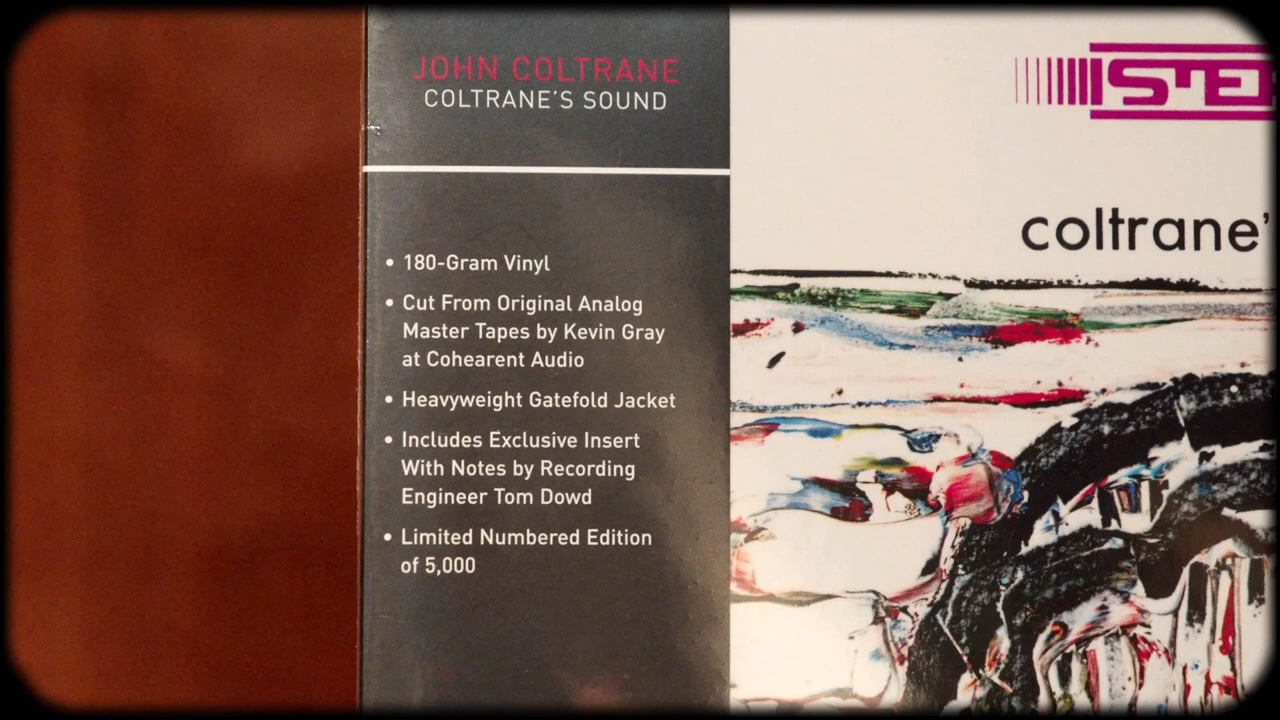 JOHN COLTRANE
COLTRANE'S SOUND
• 180-Gram Vinyl
• Cut From Original Analog
Master Tapes by Kevin Gray
at Cohearent Audio
• Heavyweight Gatefold Jacket
• Includes Exclusive Insert
With Notes by Recording
Engineer Tom Dowd
• Limited Numbered Edition
of 5,000
coltrane'